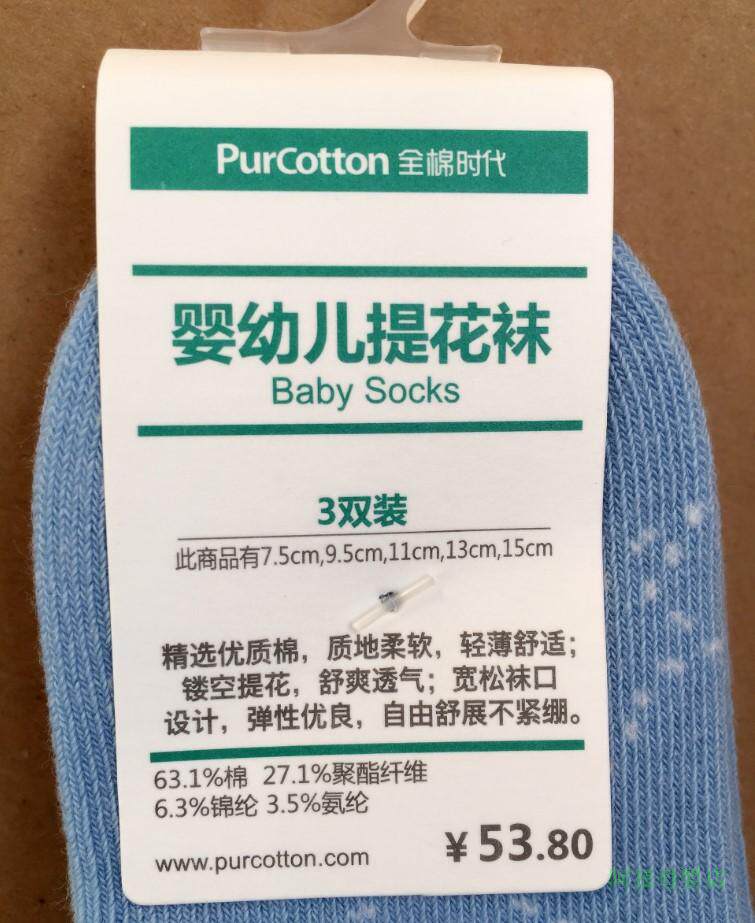 PurCotton 全棉时代
婴幼儿提花袜
Baby Socks
3双装
此商品有7.5cm,9.5cm,11cm,13cm,15cm
精选优质棉，质地柔软，轻薄舒适；
镂空提花，舒爽透气；宽松袜口
设计，弹性优良，自由舒展不紧绷。
63.1%棉 27.1%聚酯纤维
6.3%锦纶 3.5%氨纶
¥53.80
www.purcotton.com